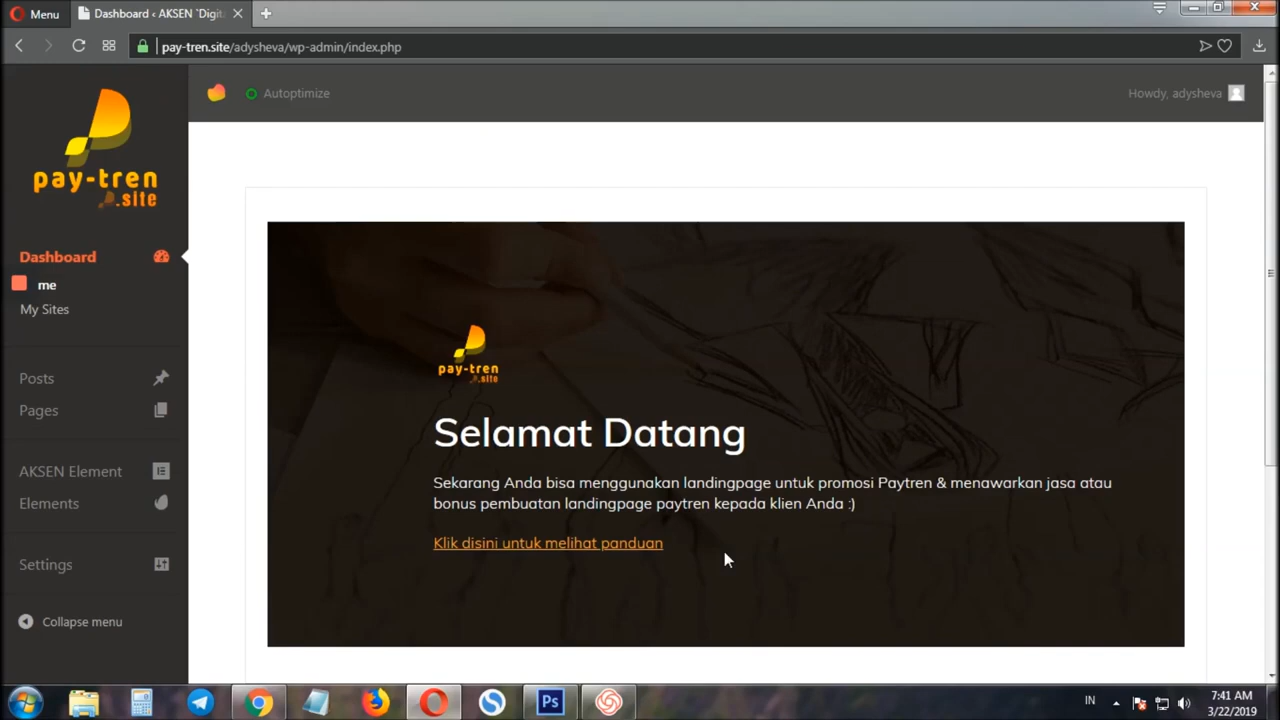 Menu
Dashboard ‹ AKSEN `Digit
pay-tren.site/adysheva/wp-admin/index.php
pay-tren
.site
Autoptimize
Howdy, adysheva
Dashboard
me
My Sites
Posts
Pages
AKSEN Element
Elements
Settings
Collapse menu
pay-tren
.site
Selamat Datang
Sekarang Anda bisa menggunakan landingpage untuk promosi Paytren & menawarkan jasa atau
bonus pembuatan landingpage paytren kepada klien Anda :)
Klik disini untuk melihat panduan
Ps
IN
7:41 AM
3/22/2019